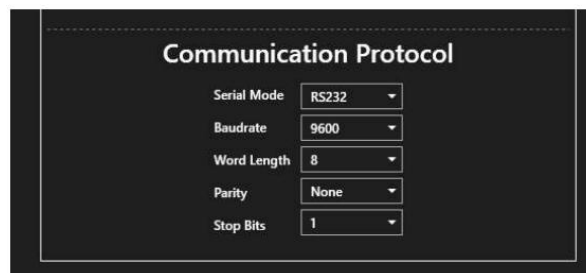 Communication Protocol
Serial Mode RS232
Baudrate 9600
Word Length 8
Parity None
Stop Bits 1